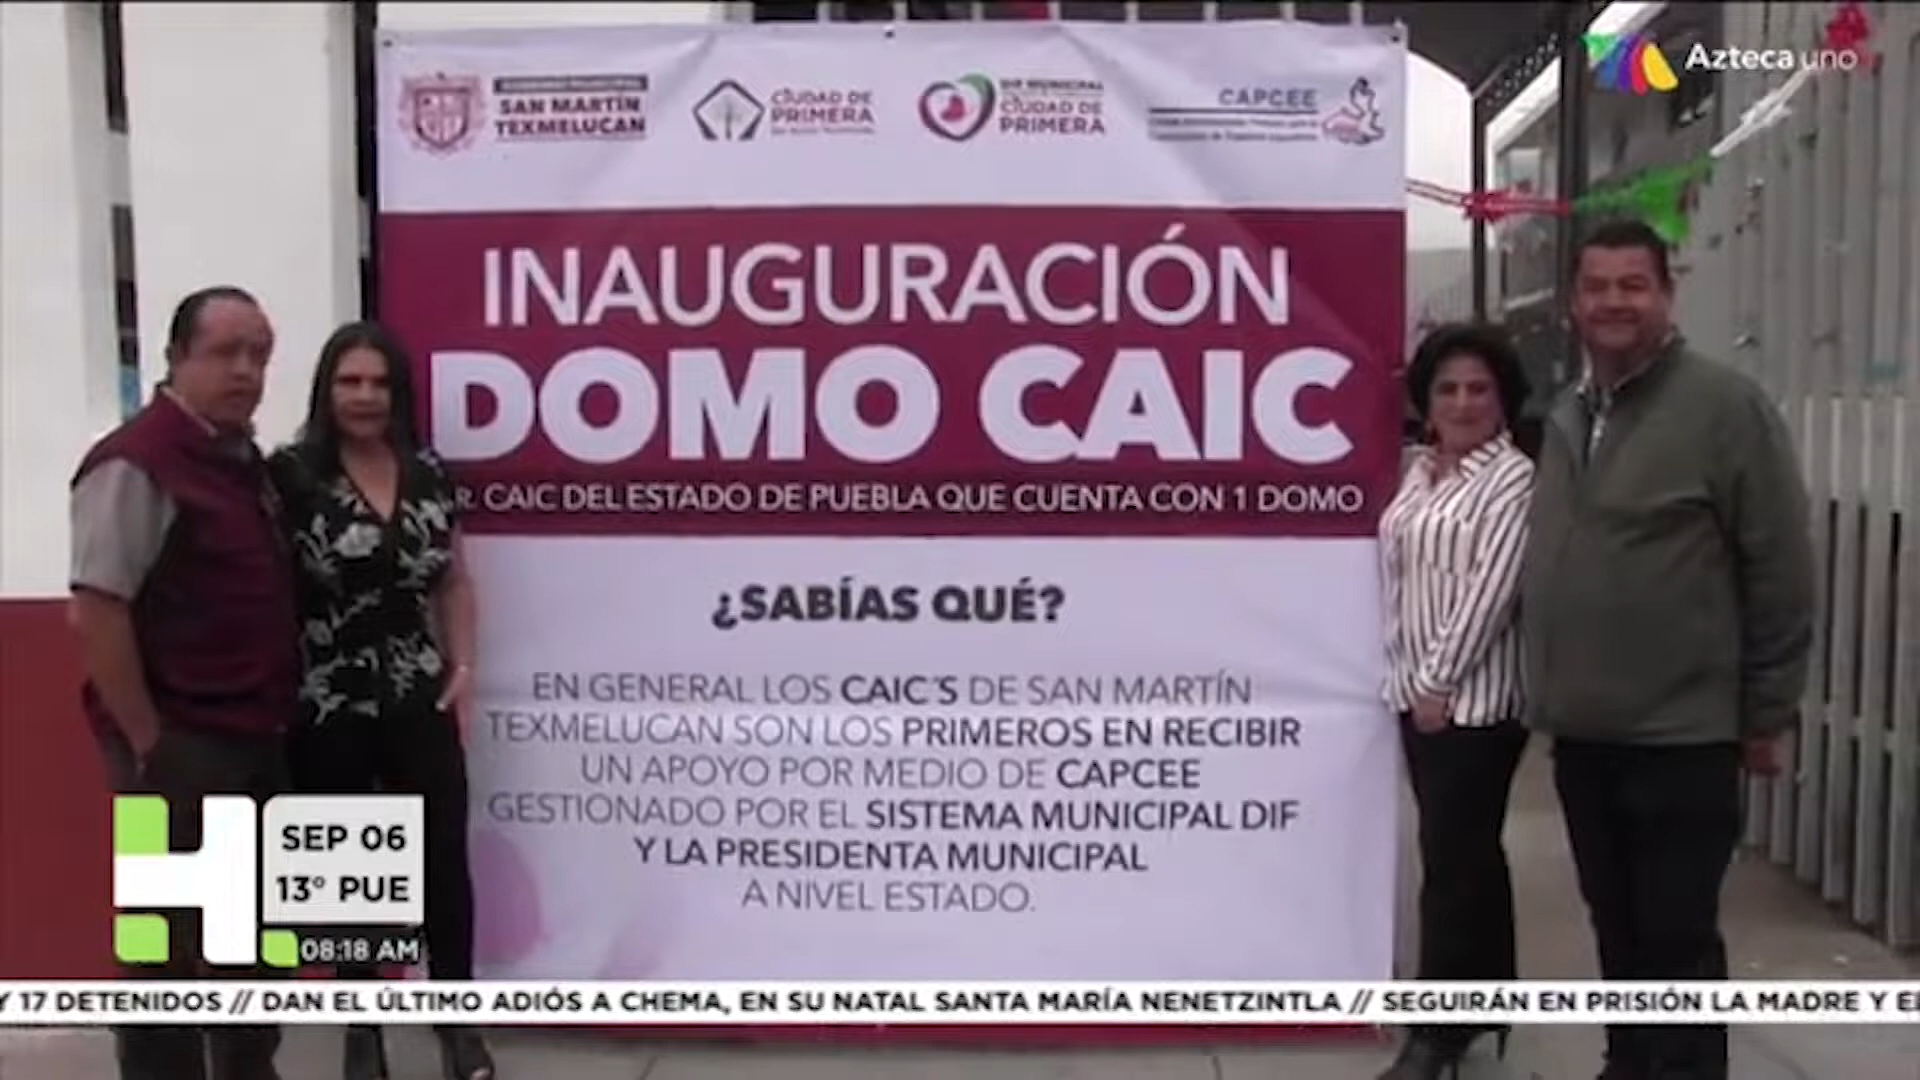 Azteca uno
SAN MARTÍN
TEXMELUCAN
CIUDAD DE
PRIMERA
DIF MUNICIPAL
CIUDAD DE
PRIMERA
CAPCEE
INAUGURACIÓN
DOMO CAIC
R. CAIC DEL ESTADO DE PUEBLA QUE CUENTA CON 1 DOMO
¿SABÍAS QUÉ?
EN GENERAL LOS CAIC´S DE SAN MARTÍN
TEXMELUCAN SON LOS PRIMEROS EN RECIBIR
UN APOYO POR MEDIO DE CAPCEE
GESTIONADO POR EL SISTEMA MUNICIPAL DIF
Y LA PRESIDENTA MUNICIPAL
A NIVEL ESTADO.
H.
SEP 06
13° PUE
08:18 AM
Y 17 DETENIDOS // DAN EL ÚLTIMO ADIÓS A CHEMA, EN SU NATAL SANTA MARÍA NENETZINTLA // SEGUIRÁN EN PRISIÓN LA MADRE Y E